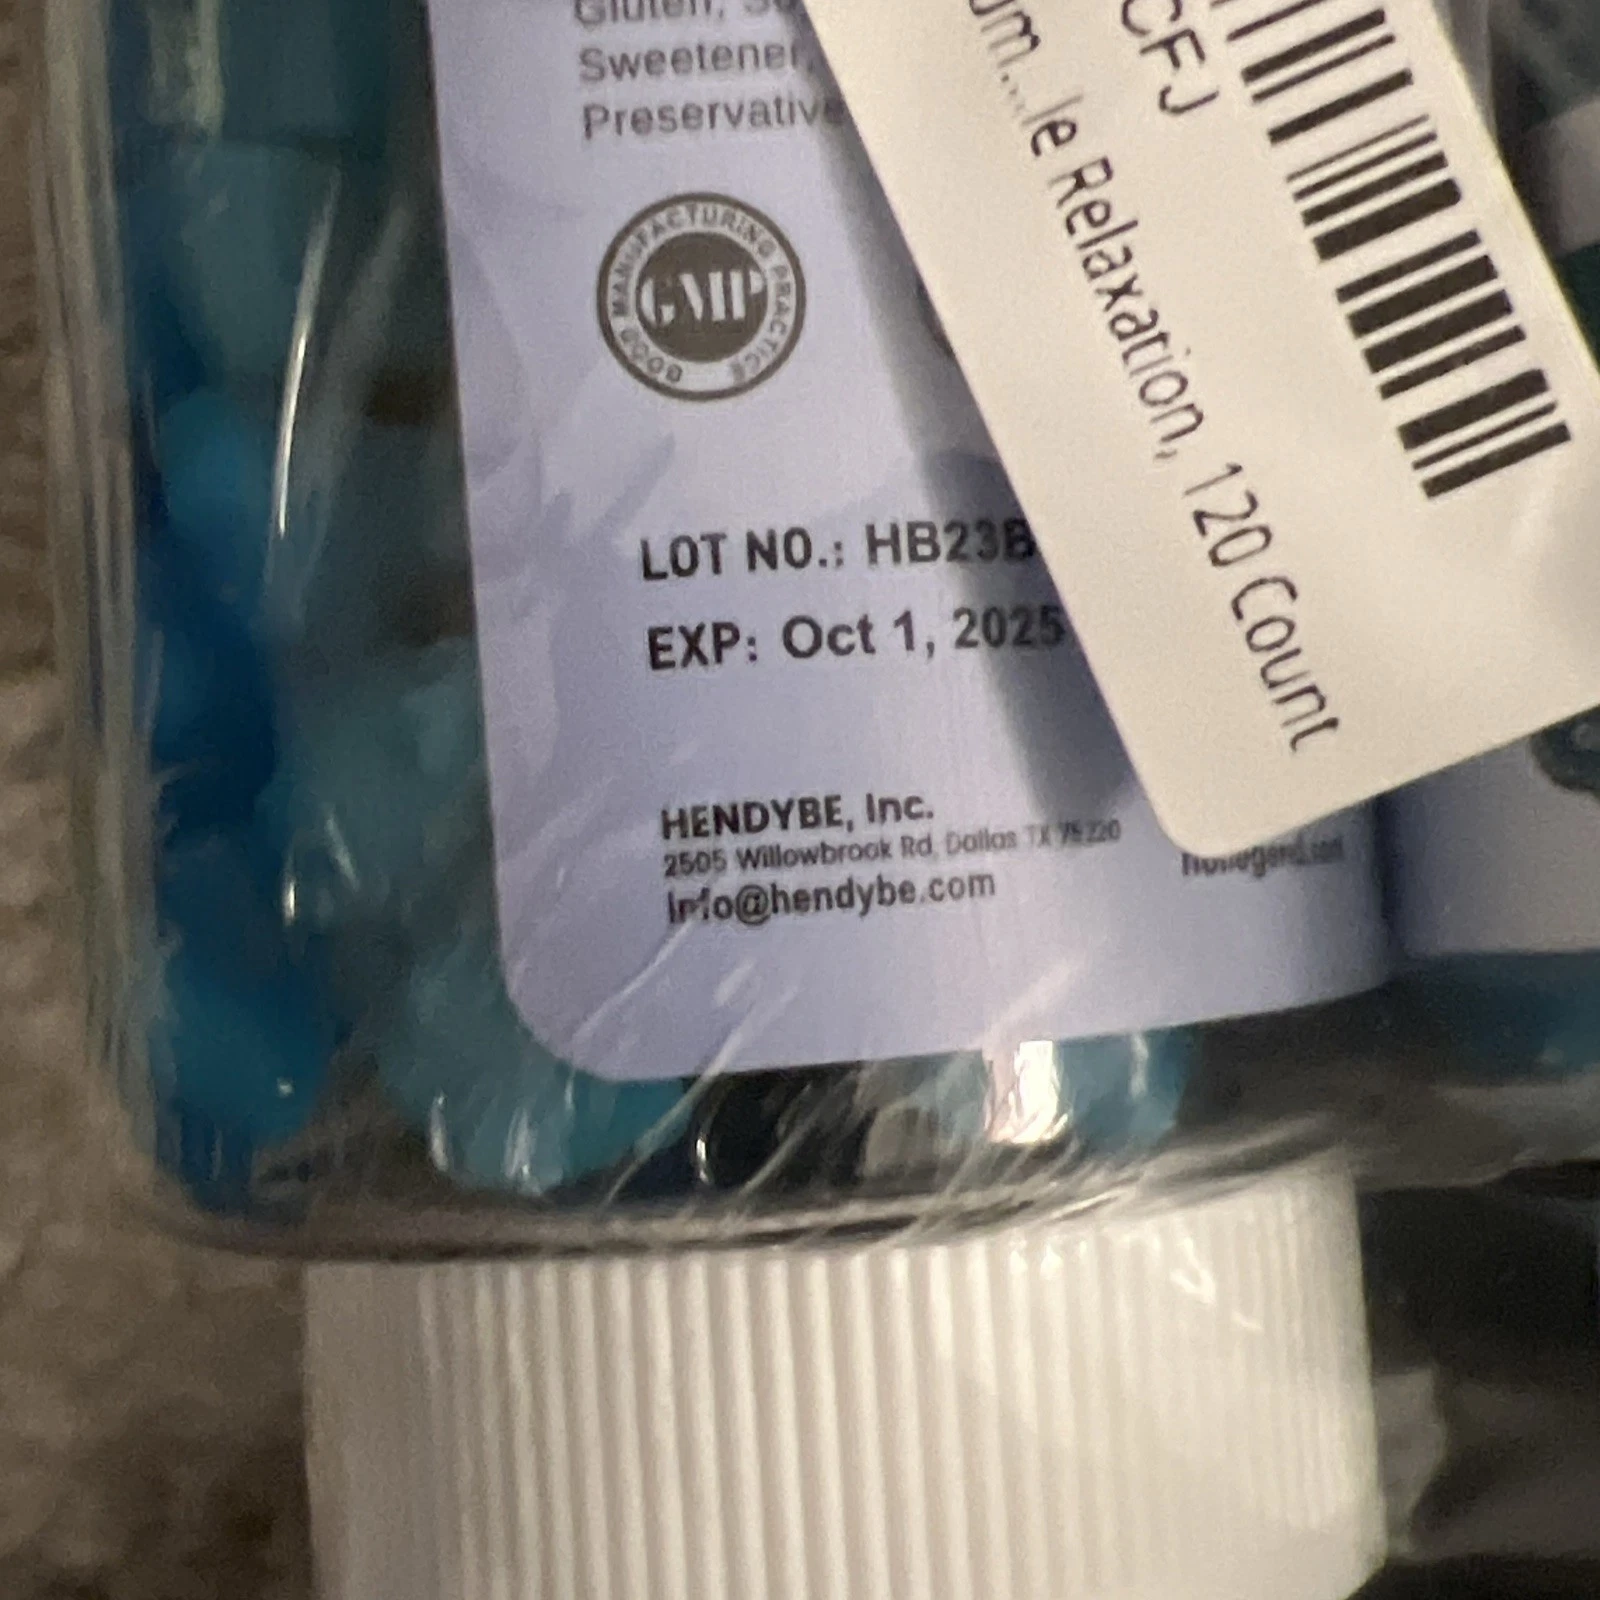 Gluten,
Sweetener,
Preservative
GOOD MANUFACTURING PRACTICE
GMP
LOT NO.: HB23B
EXP: Oct 1, 2025
HENDYBE, Inc.
2505 Willowbrook Rd, Dallas TX 75220
info@hendybe.com
CFJ
um...le Relaxation, 120 Count